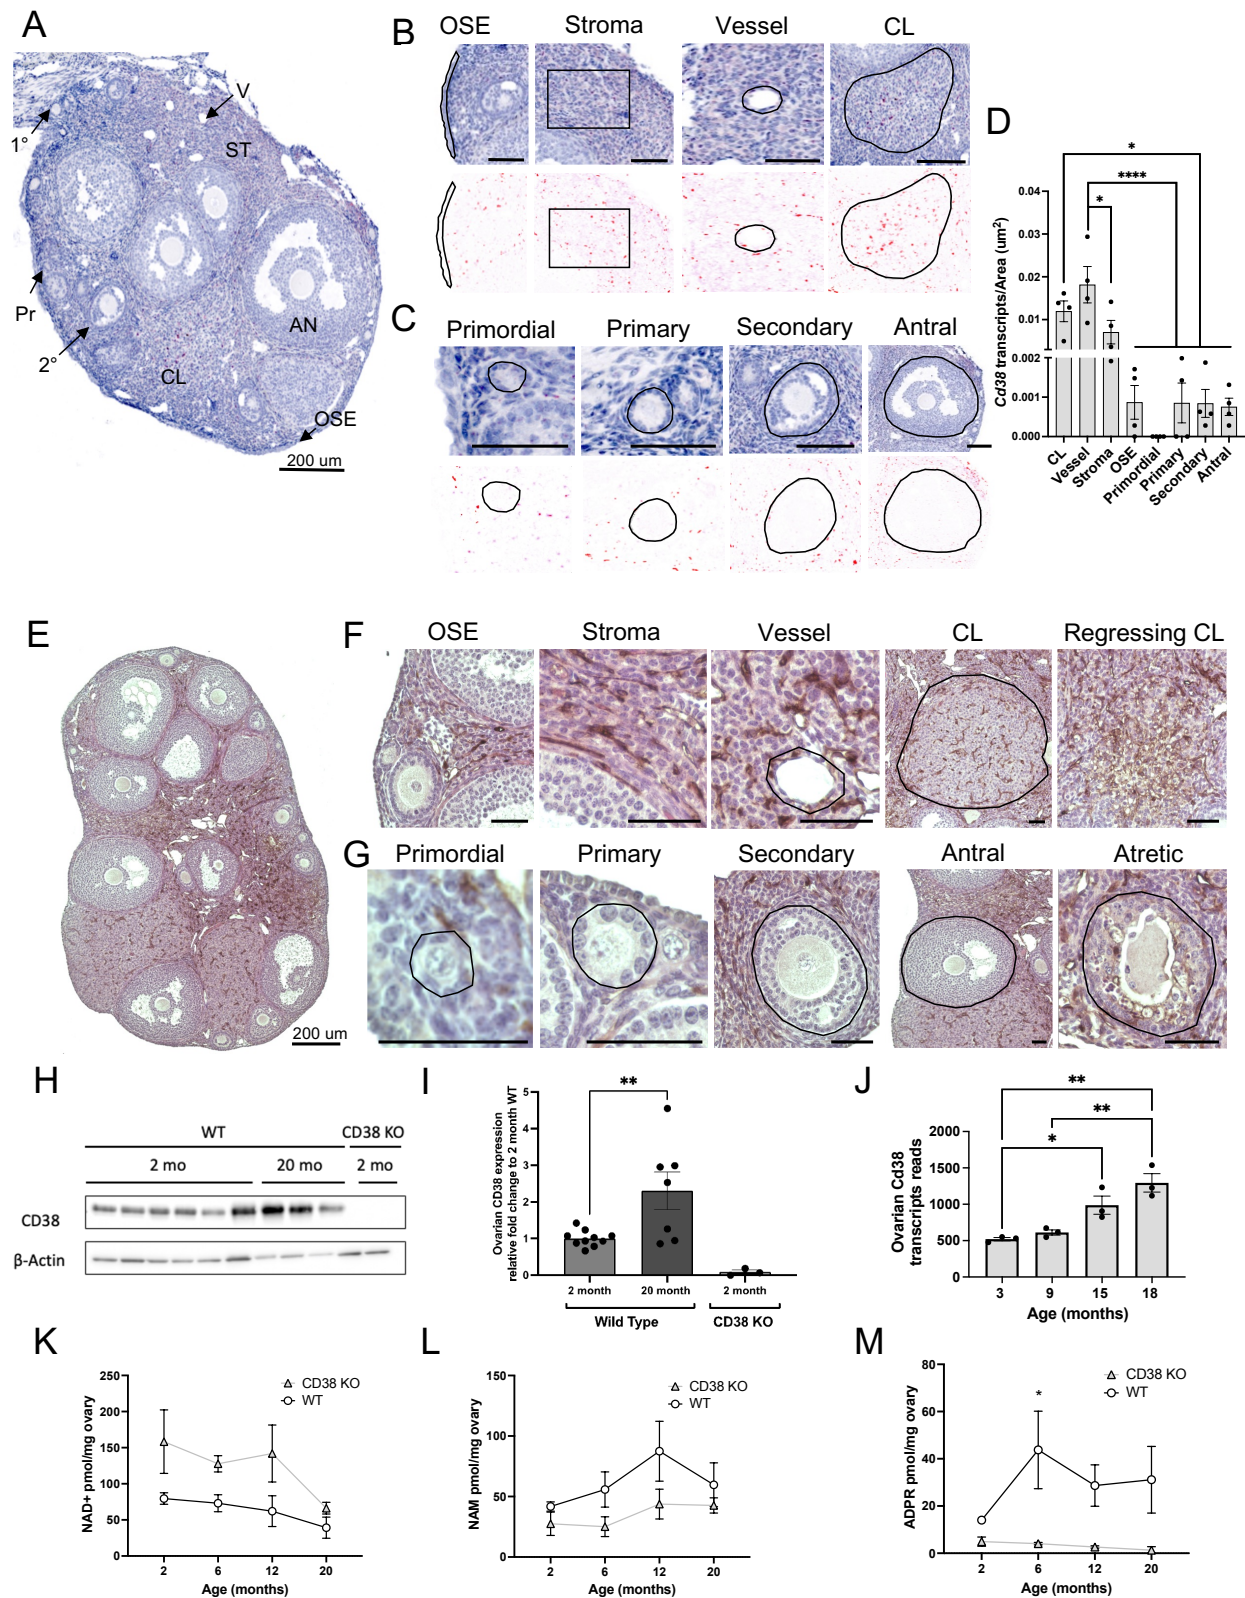 A
V
1°
ST
Pr
2°
AN
CL
OSE
200 um
B
OSE Stroma Vessel CL
C
Primordial Primary Secondary Antral
D
*
****
*
Cd38 transcripts/Area (um²)
0.04
0.03
0.02
0.01
0.002
0.001
0.000
CL
Vessel
Stroma
OSE
Primordial
Primary
Secondary
Antral
E
200 um
F
OSE Stroma Vessel CL Regressing CL
G
Primordial Primary Secondary Antral Atretic
H
WT CD38 KO
2 mo 20 mo 2 mo
CD38
β-Actin
I
**
Ovarian CD38 expression
relative fold change to 2 month WT
5
4
3
2
1
0
2 month 20 month 2 month
Wild Type CD38 KO
J
**
**
*
Ovarian Cd38
transcripts reads
2000
1500
1000
500
0
3 9 15 18
Age (months)
K
NAD+ pmol/mg ovary
250
200
150
100
50
0
CD38 KO
WT
2 6 12 20
Age (months)
L
NAM pmol/mg ovary
150
100
50
0
CD38 KO
WT
2 6 12 20
Age (months)
M
ADPR pmol/mg ovary
80
60
40
20
0
*
CD38 KO
WT
2 6 12 20
Age (months)